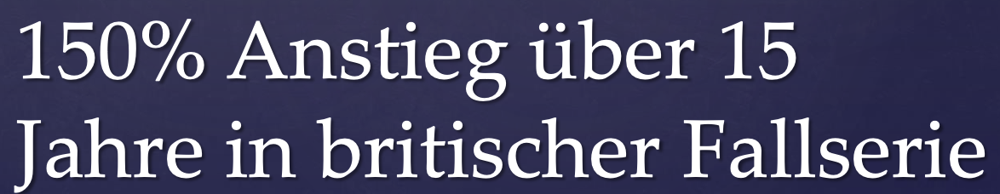 150% Anstieg über 15
Jahre in britischer Fallserie